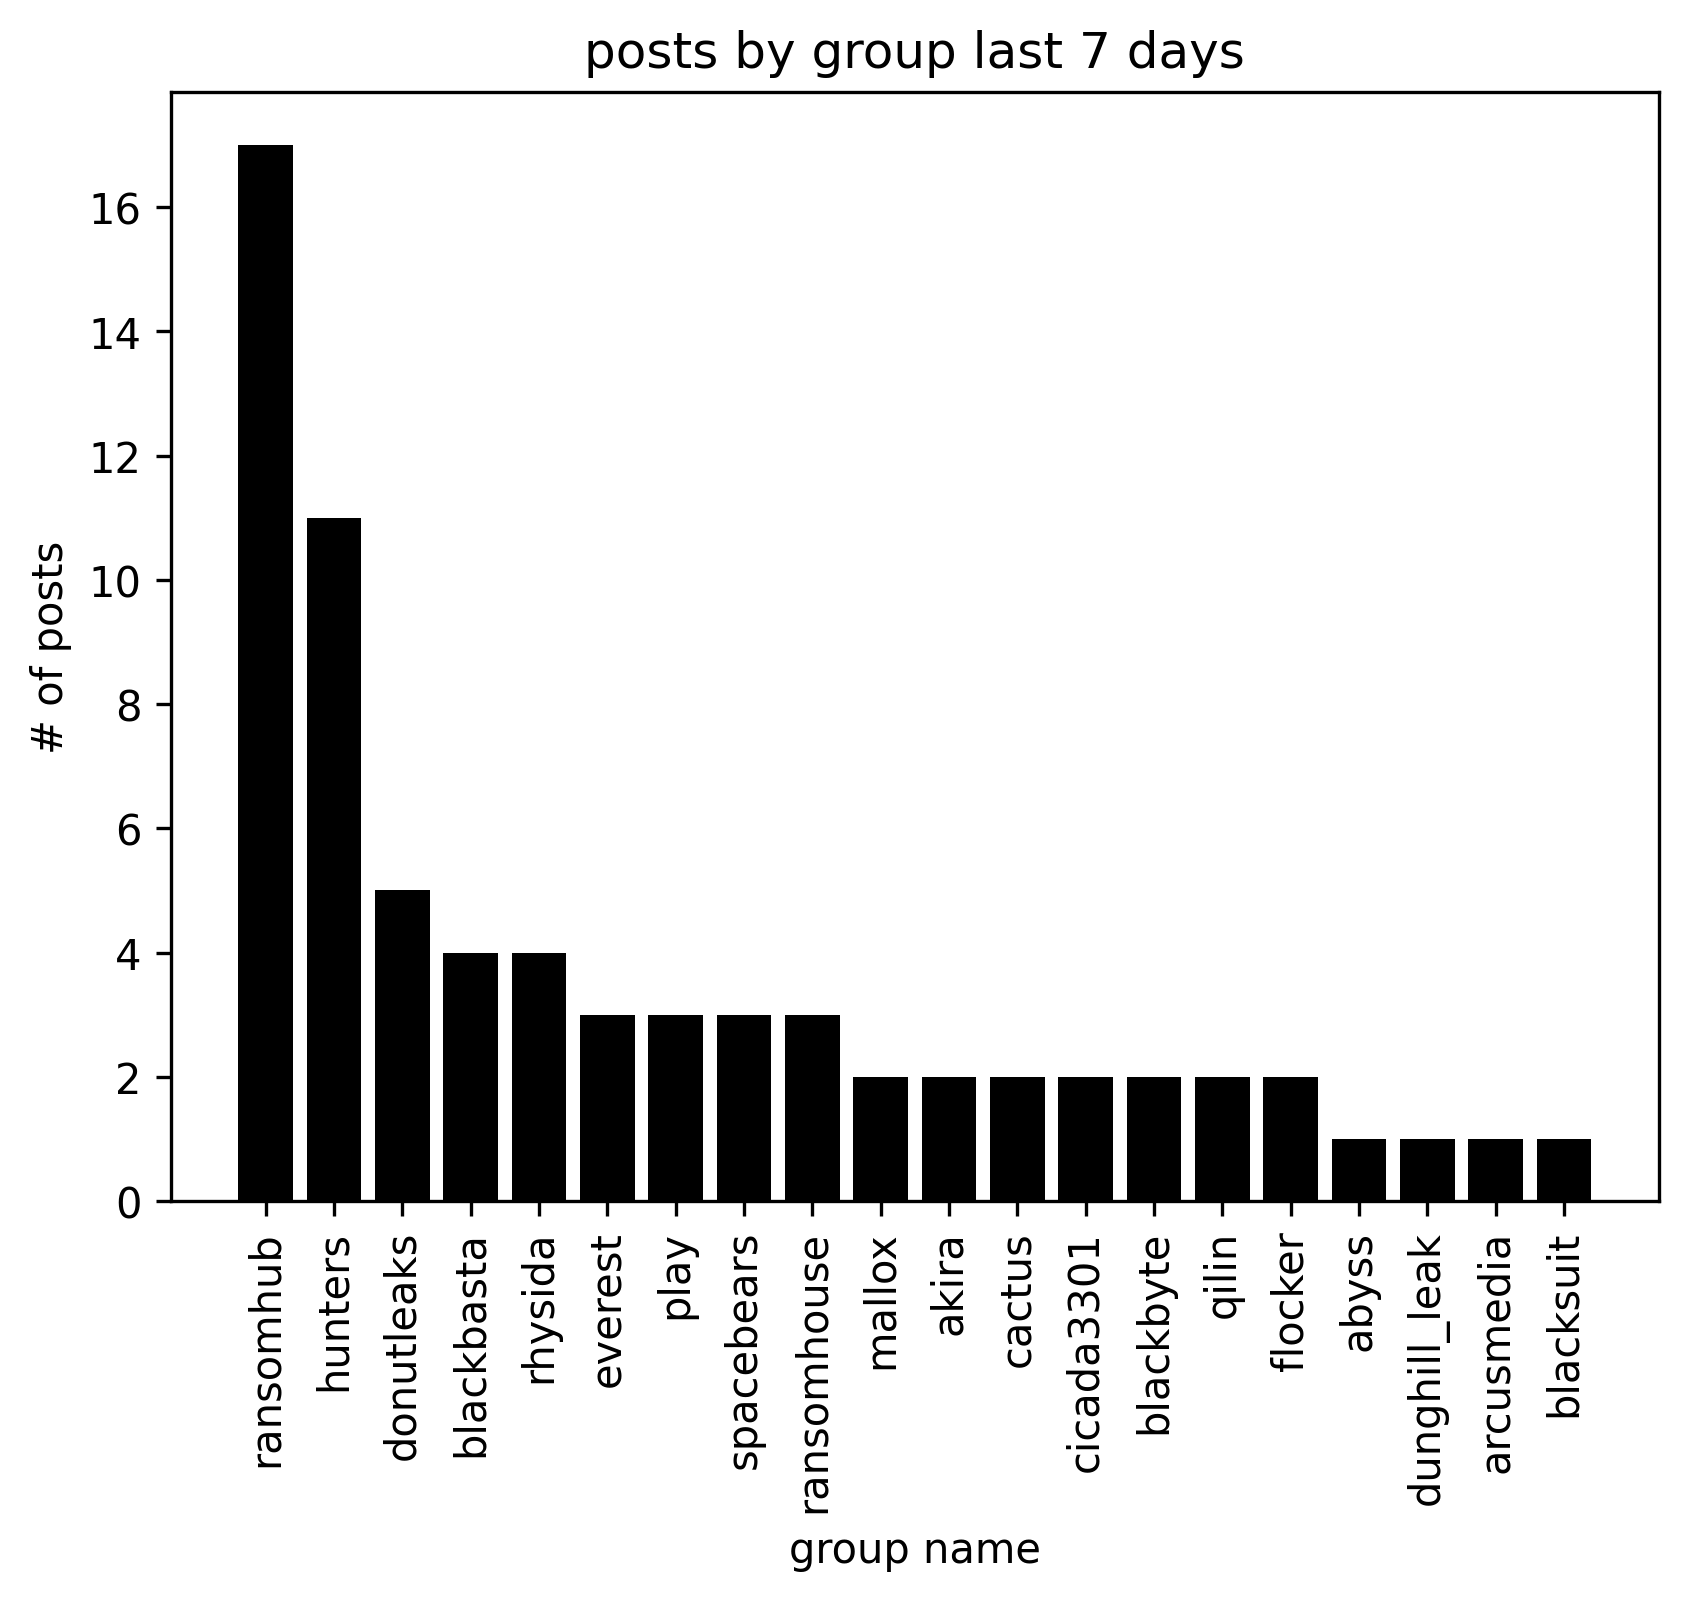 posts by group last 7 days
# of posts
16
14
12
10
8
6
4
2
0
ransomhub
hunters
donutleaks
blackbasta
rhysida
everest
play
spacebears
ransomhouse
mallox
akira
cactus
cicada3301
blackbyte
qilin
flocker
abyss
dunghill_leak
arcusmedia
blacksuit
group name